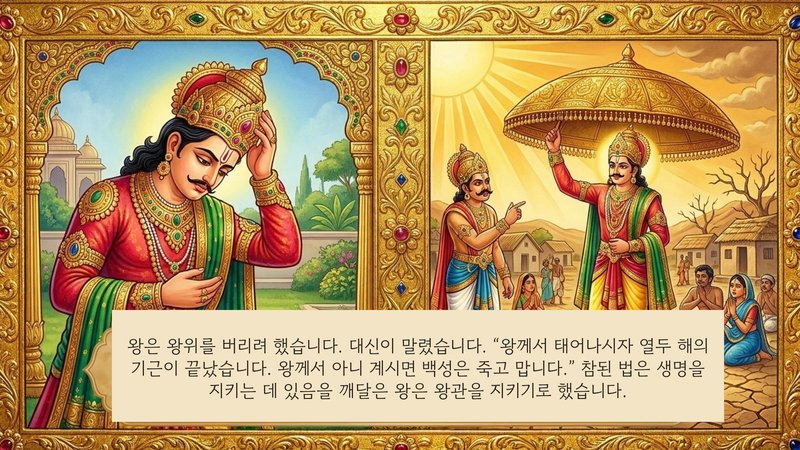 왕은 왕위를 버리려 했습니다. 대신이 말렸습니다. “왕께서 태어나시자 열두 해의
기근이 끝났습니다. 왕께서 아니 계시면 백성은 죽고 맙니다.” 참된 법은 생명을
지키는 데 있음을 깨달은 왕은 왕관을 지키기로 했습니다.